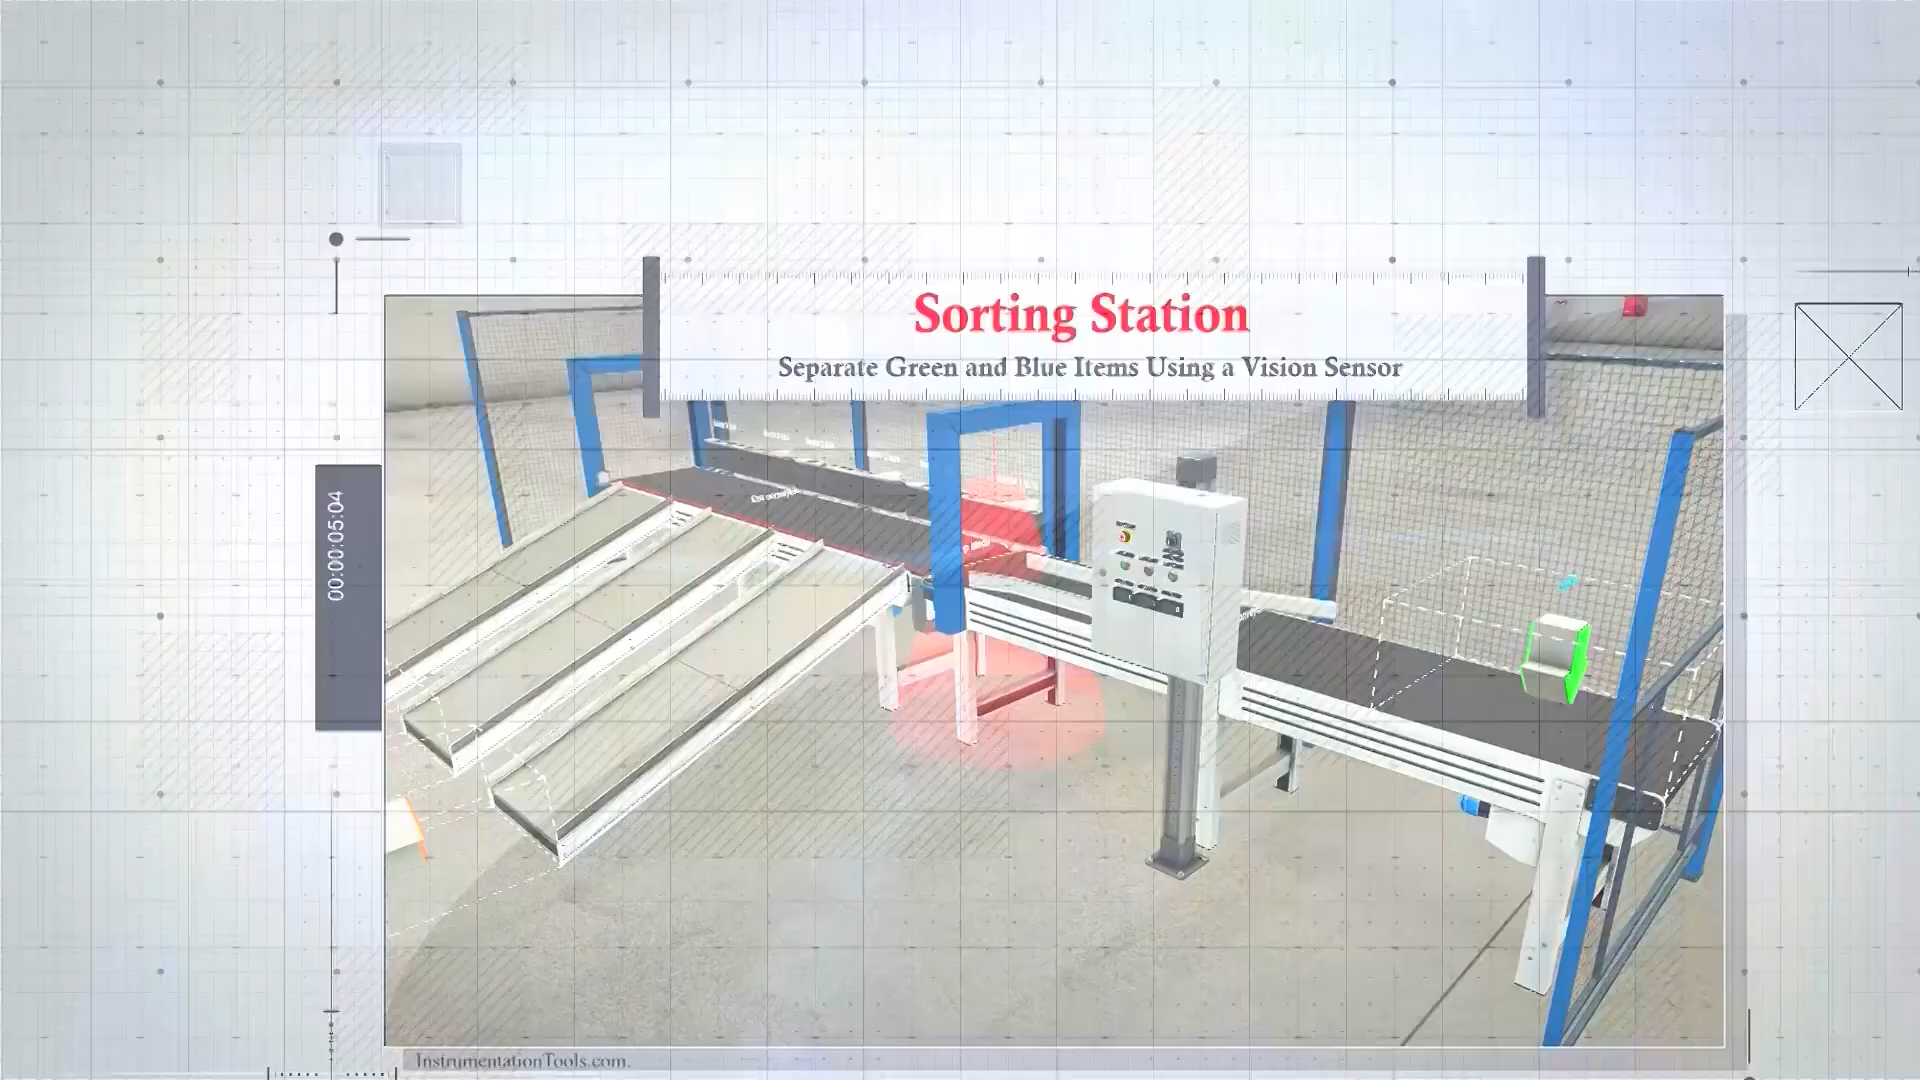 Sorting Station
Separate Green and Blue Items Using a Vision Sensor
00:00:05:04
InstrumentationTools.com.